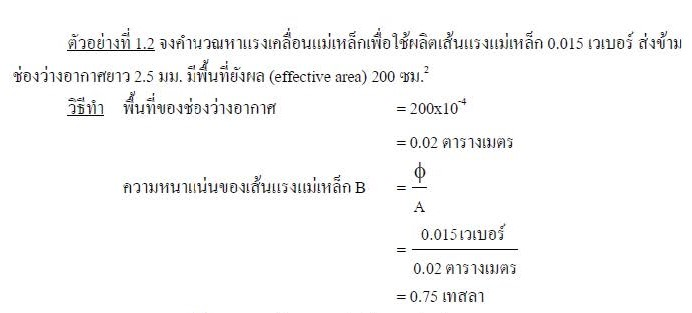 ตัวอย่างที่ 1.2 จงคำนวณหาแรงเคลื่อนแม่เหล็กเพื่อใช้ผลิตเส้นแรงแม่เหล็ก 0.015 เวเบอร์ ส่งข้าม
ช่องว่างอากาศยาว 2.5 มม. มีพื้นที่ยังผล (effective area) 200 ซม.²
วิธีทำ พื้นที่ของช่องว่างอากาศ = 200x10⁻⁴
= 0.02 ตารางเมตร
ความหนาแน่นของเส้นแรงแม่เหล็ก B = ϕ
A
= 0.015 เวเบอร์
0.02 ตารางเมตร
= 0.75 เทสลา